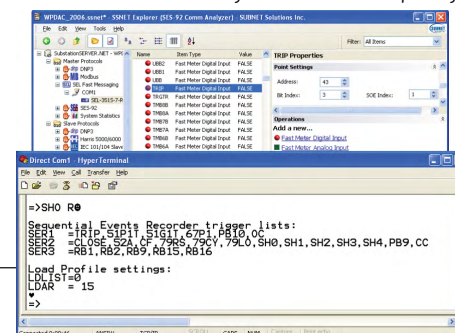 WPDAC_2006.ssnet* - SSNET Explorer (SES-92 Comm Analyzer) - SUBNET Solutions Inc.
File Edit View Tools Help
Filter: All Items
SubstationSERVER.NET - WPD
Master Protocols
DNP3
Modbus
SEL Fast Messaging
COM1
SEL-351S-7-R
SES-92
System Statistics
Slave Protocols
DNP3
Harris 5000/6000
IEC 101/104 Slave
Name Item Type Value
UBB2 Fast Meter Digital Input FALSE
UBB1 Fast Meter Digital Input FALSE
UBB Fast Meter Digital Input FALSE
TRIP Fast Meter Digital Input FALSE
TRGTR Fast Meter Digital Input FALSE
TMB8B Fast Meter Digital Input FALSE
TMB8A Fast Meter Digital Input FALSE
TMB7B Fast Meter Digital Input FALSE
TMB7A Fast Meter Digital Input FALSE
TMB6B Fast Meter Digital Input FALSE
TMB6A Fast Meter Digital Input FALSE
TRIP Properties
Point Settings
Address: 43
Bit Index: 3 SOE Index: 1
Operations
Add a new...
Fast Meter Digital Input
Fast Meter Analog Input
Direct Com1 - HyperTerminal
File Edit View Call Transfer Help
=>SHO R
Sequential Events Recorder trigger lists:
SER1 =TRIP,51P1T,51G1T,67P1,PB10,OC
SER2 =CLOSE,52A,CF,79RS,79CY,79LO,SH0,SH1,SH2,SH3,SH4,PB9,CC
SER3 =RB1,RB2,RB9,RB15,RB16
Load Profile settings:
LDLIST=0
LDAR = 15
=>
SCROLL CAPS NUM Capture Print echo